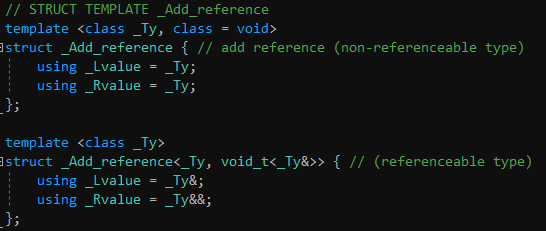 // STRUCT TEMPLATE _Add_reference
template <class _Ty, class = void>
struct _Add_reference { // add reference (non-referenceable type)
    using _Lvalue = _Ty;
    using _Rvalue = _Ty;
};

template <class _Ty>
struct _Add_reference<_Ty, void_t<_Ty&>> { // (referenceable type)
    using _Lvalue = _Ty&;
    using _Rvalue = _Ty&&;
};